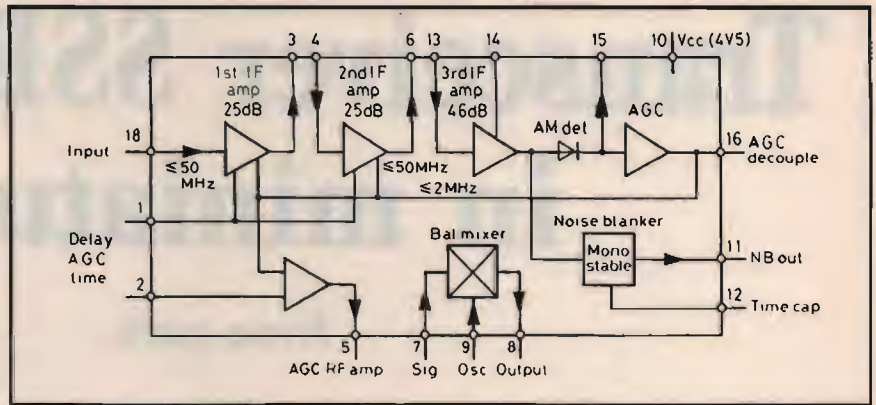 3
4
6
13
14
15
10
Vcc (4V5)
1st IF
amp
25dB
2nd IF
amp
25dB
3rd IF
amp
46dB
AM det
AGC
18
Input
≤50
MHz
≤50MHz
≤2MHz
16
AGC
decouple
1
Delay
AGC
time
2
Bal mixer
Noise blanker
Mono
stable
11
NB out
12
Time cap
5
7
9
8
AGC RF amp
Sig
Osc
Output